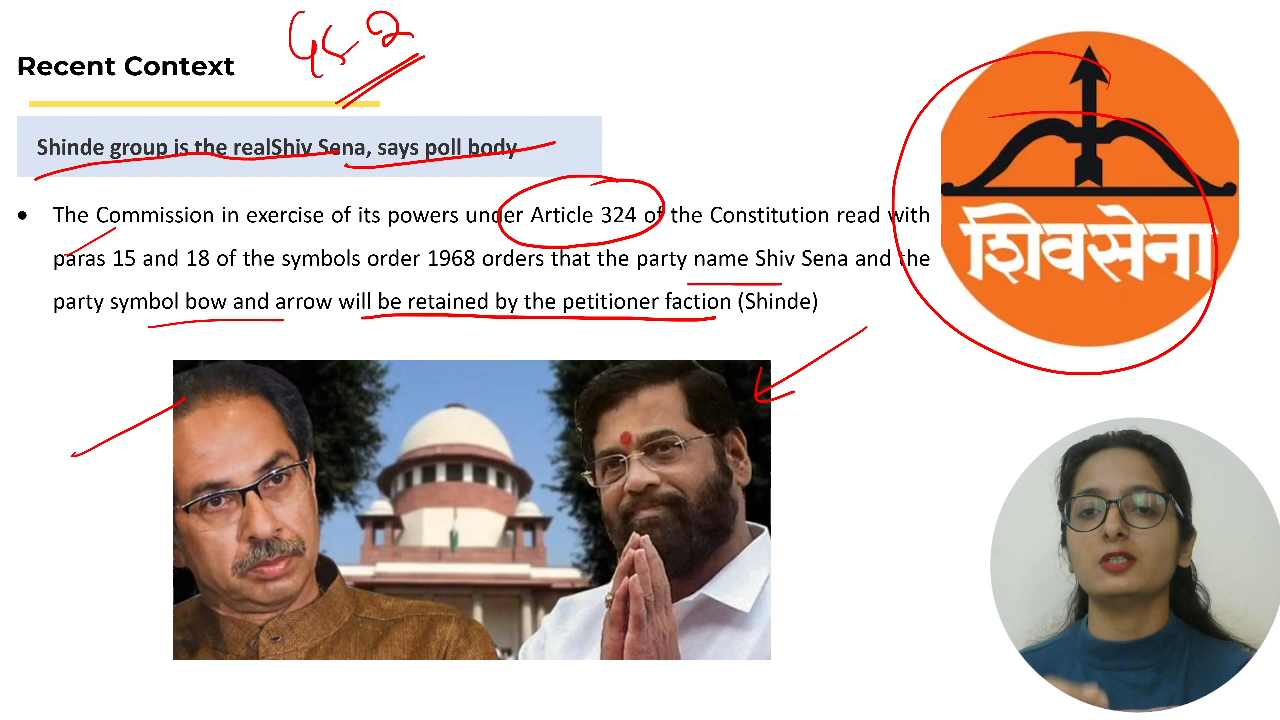 GS-2
Recent Context
Shinde group is the realShiv Sena, says poll body
• The Commission in exercise of its powers under Article 324 of the Constitution read with
paras 15 and 18 of the symbols order 1968 orders that the party name Shiv Sena and the
party symbol bow and arrow will be retained by the petitioner faction (Shinde)
शिवसेना